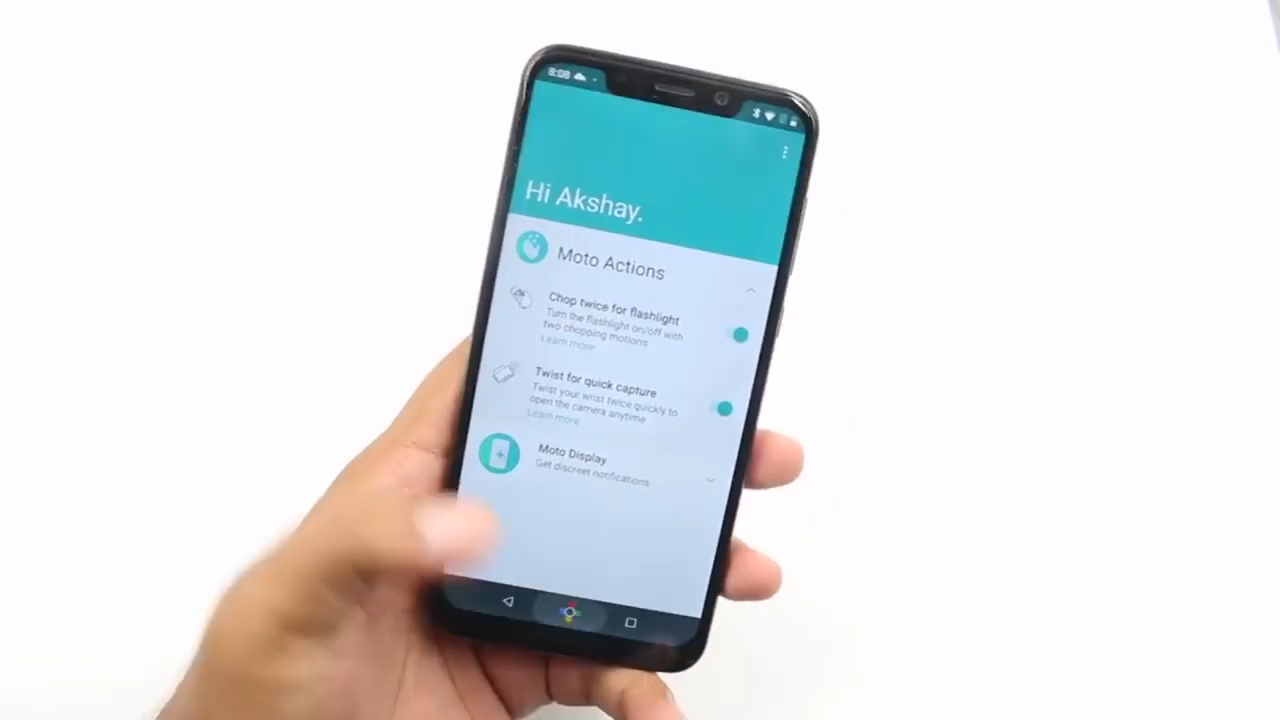 8:08
Hi Akshay.
Moto Actions
Chop twice for flashlight
Turn the flashlight on/off with
two chopping motions
Learn more
Twist for quick capture
Twist your wrist twice quickly to
open the camera anytime
Learn more
Moto Display
Get discreet notifications